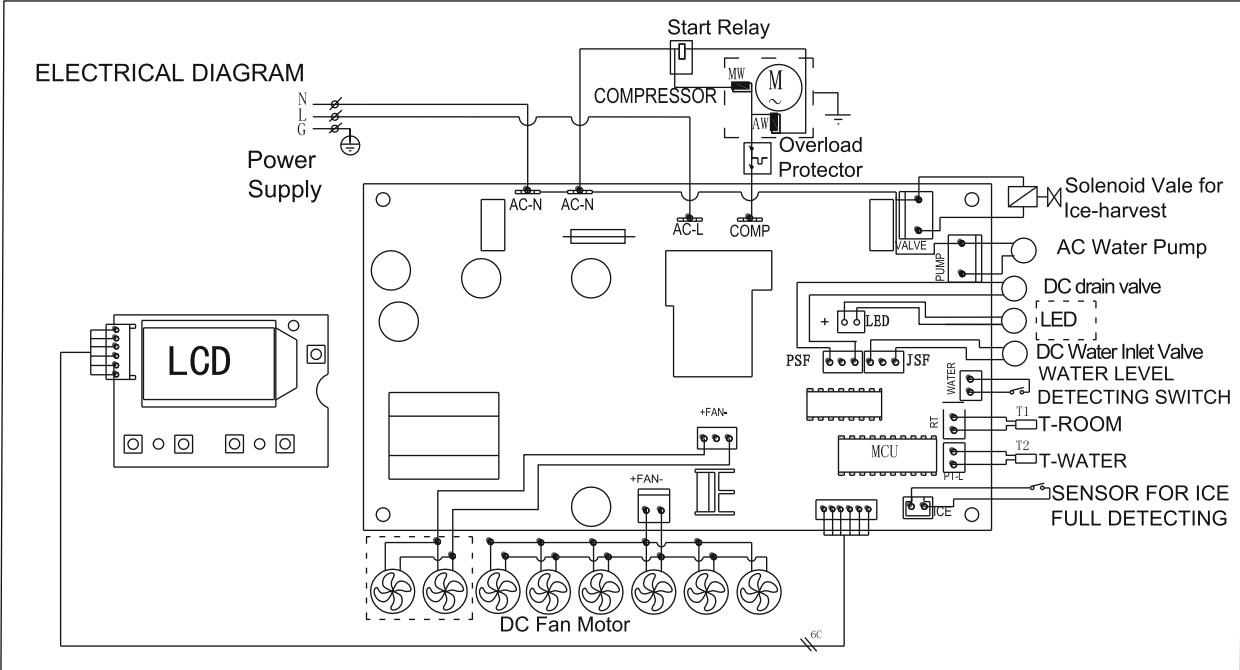 Start Relay
ELECTRICAL DIAGRAM
MW
M
~
COMPRESSOR
N
L
G
AW
Overload
Protector
Power
Supply
AC-N
AC-N
AC-L
COMP
Solenoid Vale for
Ice-harvest
VALVE
AC Water Pump
PUMP
DC drain valve
+
LED
LED
DC Water Inlet Valve
PSF
JSF
WATER LEVEL
WATER
DETECTING SWITCH
LCD
+FAN-
RT
T1
T-ROOM
MCU
T2
T-WATER
PT-L
+FAN-
SENSOR FOR ICE
ICE
FULL DETECTING
DC Fan Motor
6C